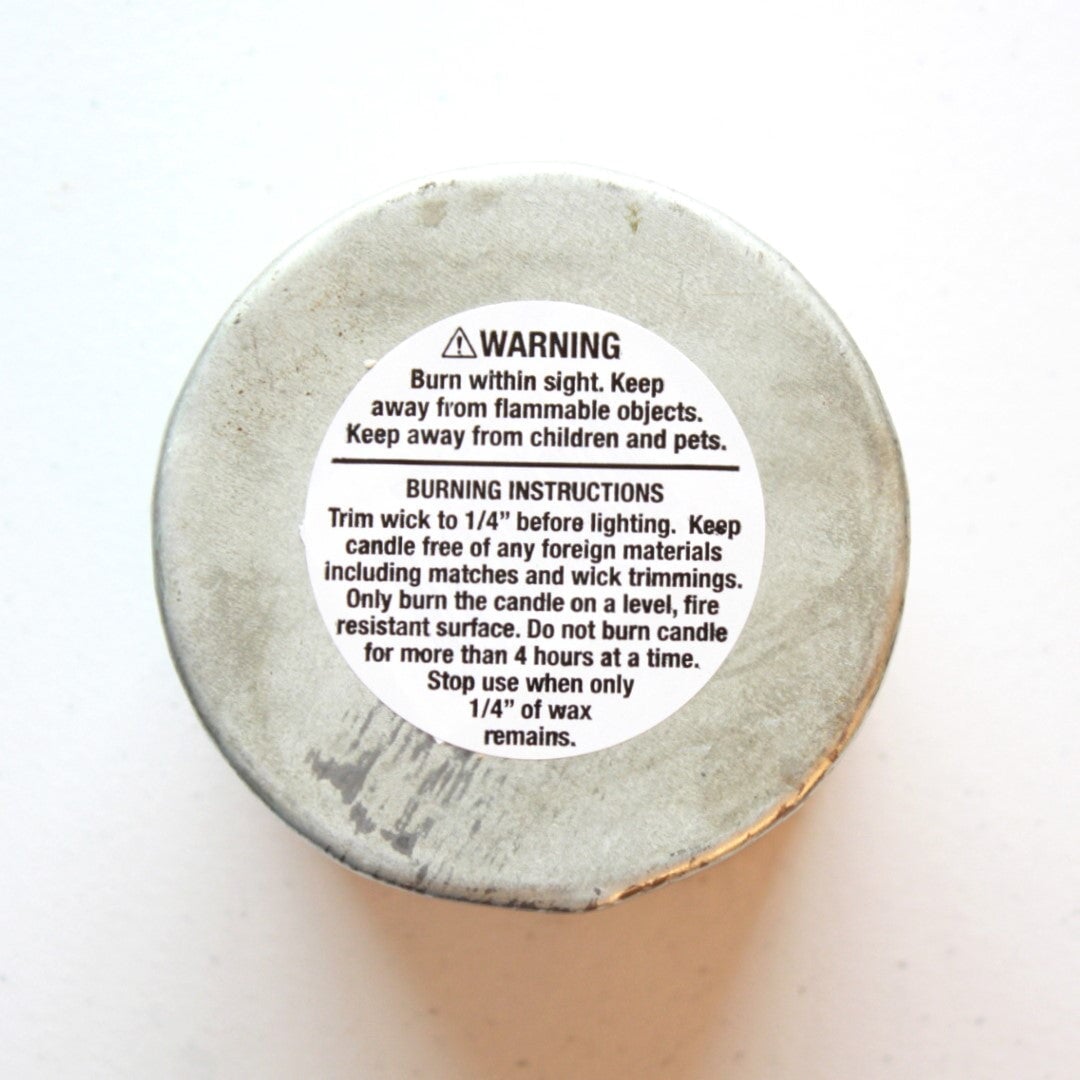 ⚠WARNING
Burn within sight. Keep
away from flammable objects.
Keep away from children and pets.
BURNING INSTRUCTIONS
Trim wick to 1/4” before lighting. Keep
candle free of any foreign materials
including matches and wick trimmings.
Only burn the candle on a level, fire
resistant surface. Do not burn candle
for more than 4 hours at a time.
Stop use when only
1/4” of wax
remains.